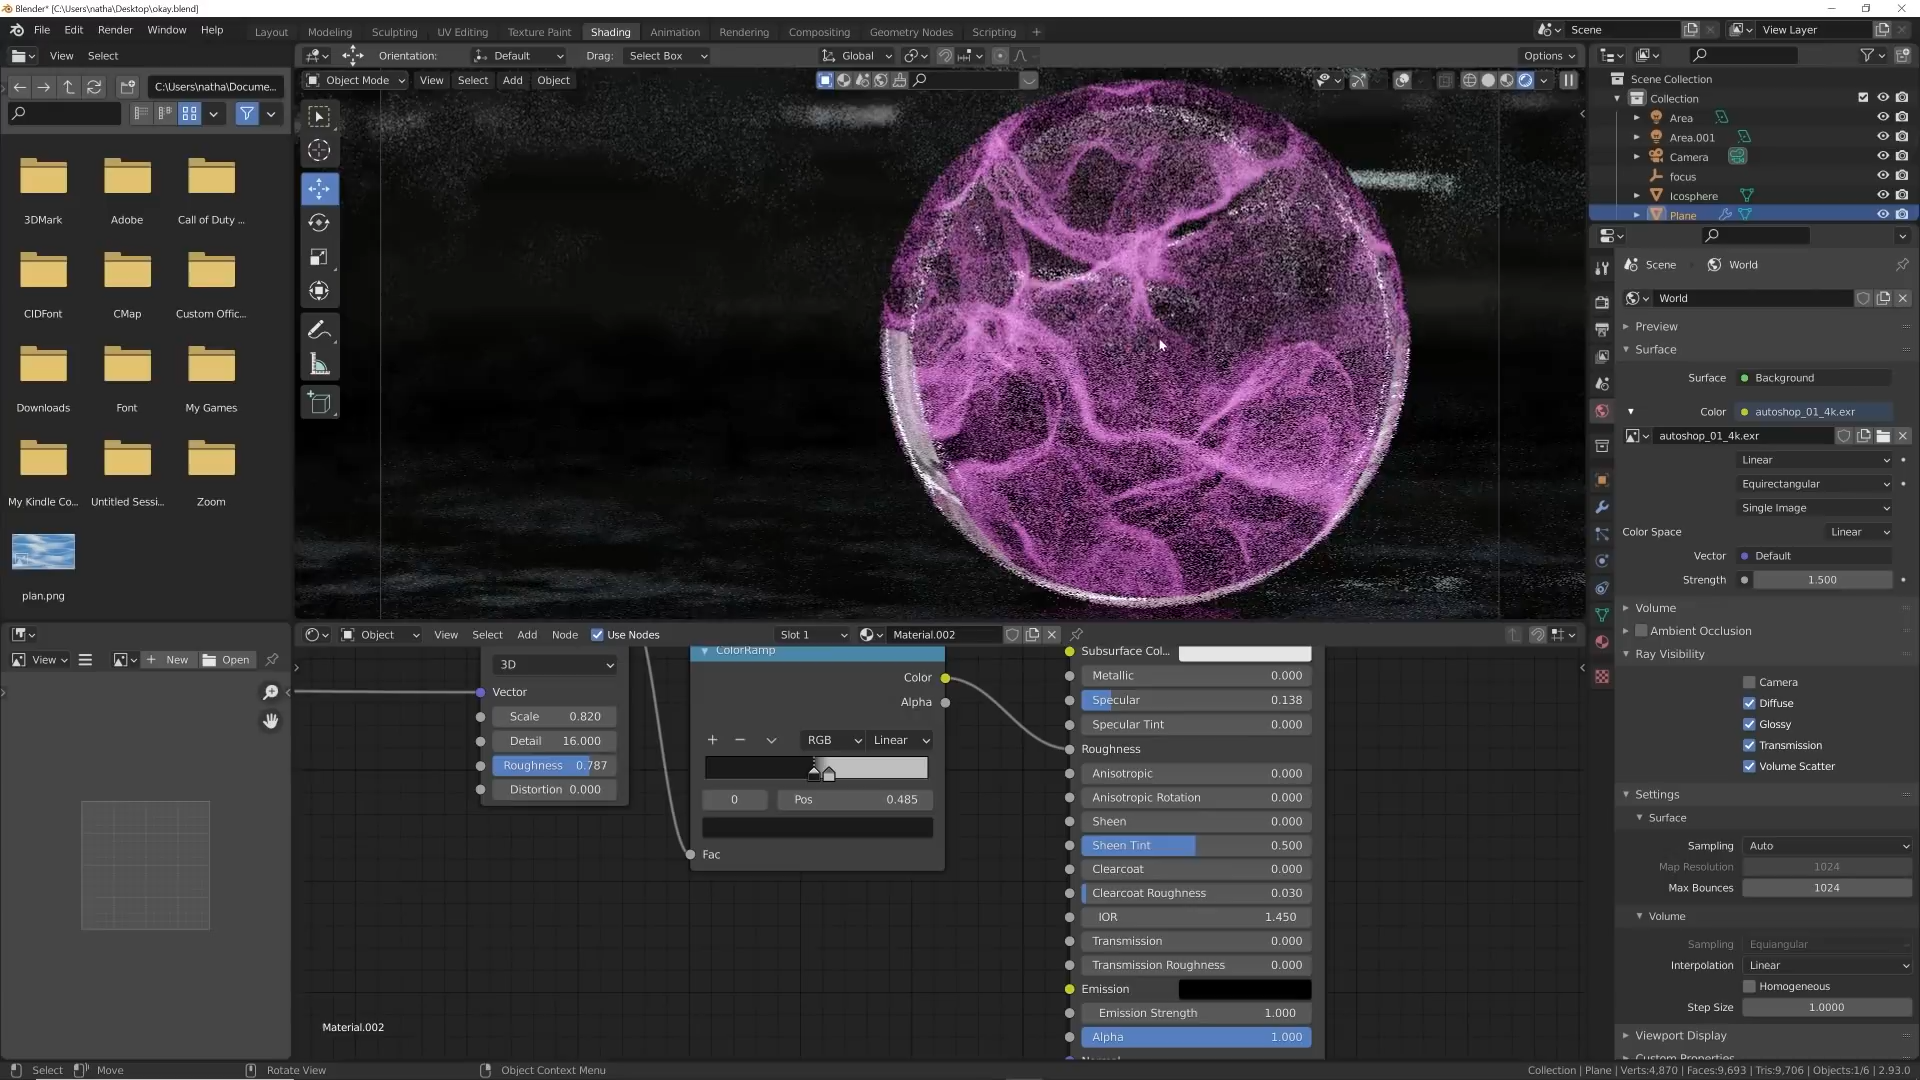 Blender* [C:\Users\natha\Desktop\okay.blend]
File Edit Render Window Help
Layout Modeling Sculpting UV Editing Texture Paint Shading Animation Rendering Compositing Geometry Nodes Scripting +
Scene
View Layer
View Select
Orientation: Default Drag: Select Box
Global
Options
C:\Users\natha\Docume...
Object Mode View Select Add Object
3DMark
Adobe
Call of Duty ...
CIDFont
CMap
Custom Offic...
Downloads
Font
My Games
My Kindle Co...
Untitled Sessi...
Zoom
plan.png
Scene Collection
Collection
Area
Area.001
Camera
focus
Icosphere
Plane
Scene World
World
Preview
Surface
Surface Background
Color autoshop_01_4k.exr
autoshop_01_4k.exr
Linear
Equirectangular
Single Image
Color Space Linear
Vector Default
Strength 1.500
Volume
Ambient Occlusion
Ray Visibility
Camera
Diffuse
Glossy
Transmission
Volume Scatter
Settings
Surface
Sampling Auto
Map Resolution 1024
Max Bounces 1024
Volume
Sampling Equiangular
Interpolation Linear
Homogeneous
Step Size 1.0000
Viewport Display
Custom Properties
View + New Open
Object View Select Add Node Use Nodes Slot 1 Material.002
3D
Vector
Scale 0.820
Detail 16.000
Roughness 0.787
Distortion 0.000
ColorRamp
Color
Alpha
+ − RGB Linear
0 Pos 0.485
Fac
Subsurface Col...
Metallic 0.000
Specular 0.138
Specular Tint 0.000
Roughness
Anisotropic 0.000
Anisotropic Rotation 0.000
Sheen 0.000
Sheen Tint 0.500
Clearcoat 0.000
Clearcoat Roughness 0.030
IOR 1.450
Transmission 0.000
Transmission Roughness 0.000
Emission
Emission Strength 1.000
Alpha 1.000
Normal
Material.002
Select Move Rotate View Object Context Menu
Collection | Plane | Verts:4,870 | Faces:9,693 | Tris:9,706 | Objects:1/6 | 2.93.0